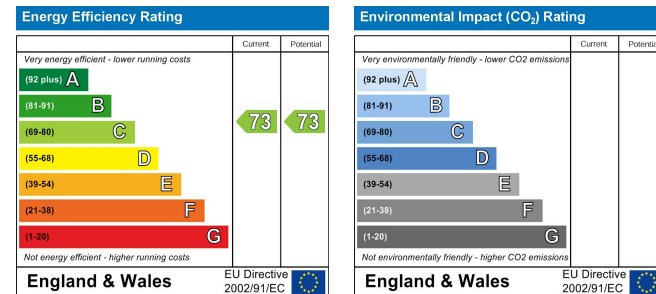 Energy Efficiency Rating
Current Potential
Very energy efficient - lower running costs
(92 plus) A
(81-91) B
(69-80) C
73 73
(55-68) D
(39-54) E
(21-38) F
(1-20) G
Not energy efficient - higher running costs
England & Wales
EU Directive
2002/91/EC
Environmental Impact (CO₂) Rating
Current Potential
Very environmentally friendly - lower CO2 emissions
(92 plus) A
(81-91) B
(69-80) C
(55-68) D
(39-54) E
(21-38) F
(1-20) G
Not environmentally friendly - higher CO2 emissions
England & Wales
EU Directive
2002/91/EC